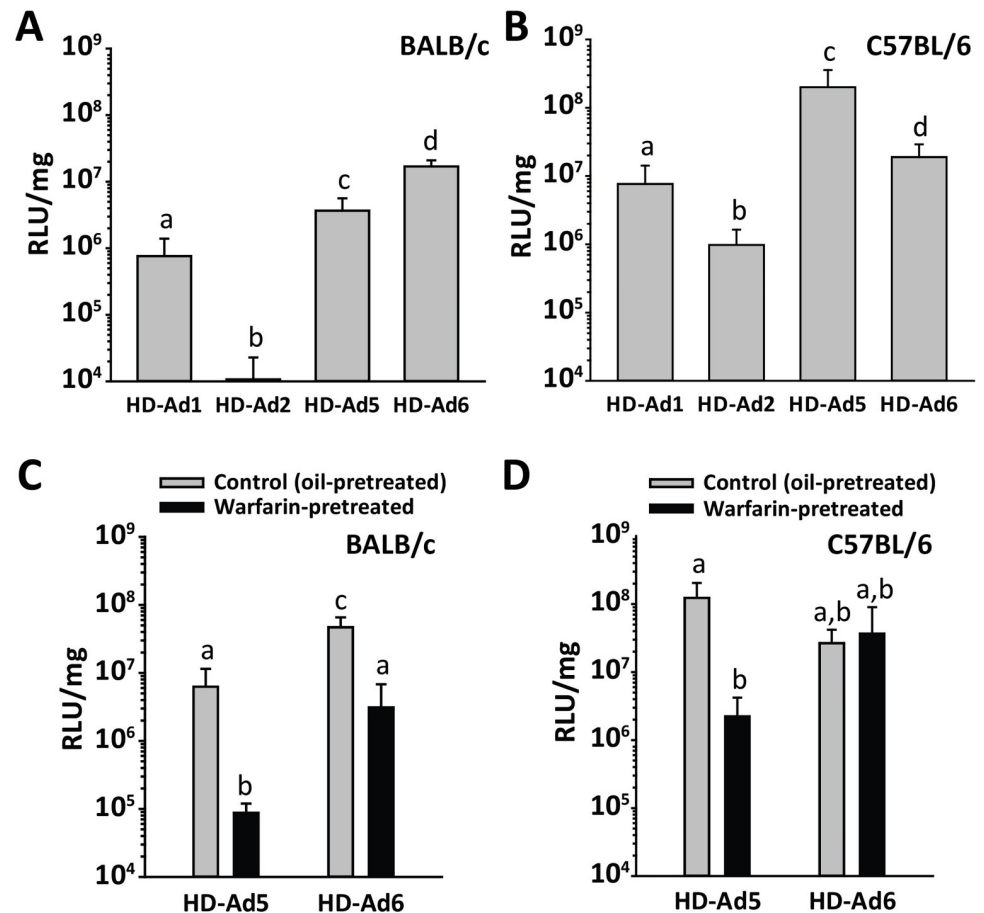 A
BALB/c
RLU/mg
10⁹
10⁸
10⁷
10⁶
10⁵
10⁴
a
b
c
d
HD-Ad1 HD-Ad2 HD-Ad5 HD-Ad6
B
C57BL/6
RLU/mg
10⁹
10⁸
10⁷
10⁶
10⁵
10⁴
a
b
c
d
HD-Ad1 HD-Ad2 HD-Ad5 HD-Ad6
C
Control (oil-pretreated)
Warfarin-pretreated
BALB/c
RLU/mg
10⁹
10⁸
10⁷
10⁶
10⁵
10⁴
a
b
c
a
HD-Ad5 HD-Ad6
D
Control (oil-pretreated)
Warfarin-pretreated
C57BL/6
RLU/mg
10⁹
10⁸
10⁷
10⁶
10⁵
10⁴
a
b
a,b
a,b
HD-Ad5 HD-Ad6